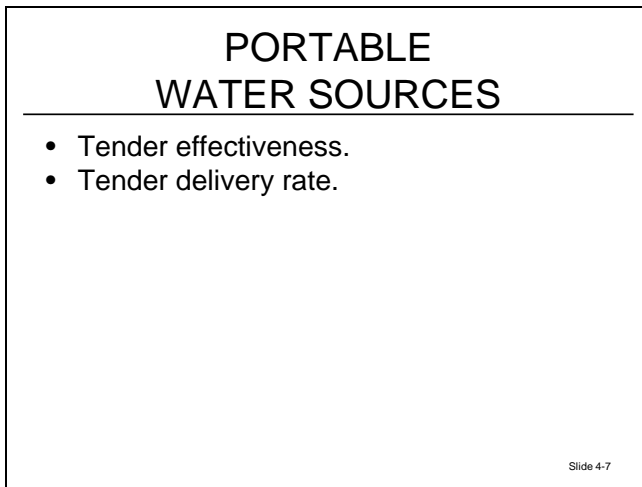 PORTABLE
WATER SOURCES
• Tender effectiveness.
• Tender delivery rate.
Slide 4-7